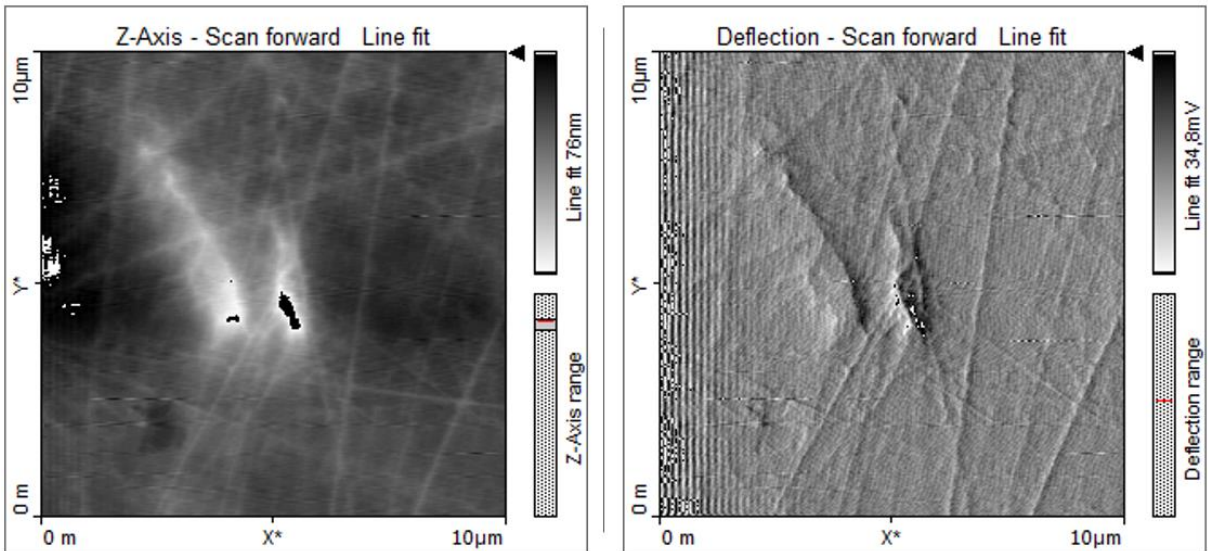 Z-Axis - Scan forward Line fit
10µm
Y*
0 m
0 m X* 10µm
Line fit 76nm
Z-Axis range
Deflection - Scan forward Line fit
10µm
Y*
0 m
0 m X* 10µm
Line fit 34,8mV
Deflection range